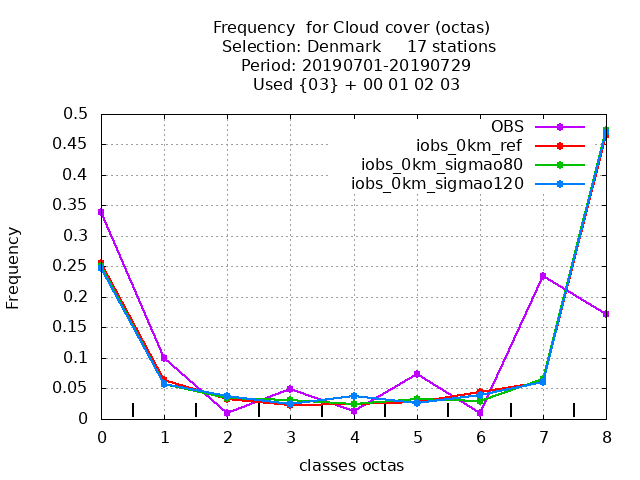 Frequency  for Cloud cover (octas)
Selection: Denmark     17 stations
Period: 20190701-20190729
Used {03} + 00 01 02 03
0.5
0.45
0.4
0.35
0.3
0.25
0.2
0.15
0.1
0.05
0
Frequency
OBS
iobs_0km_ref
iobs_0km_sigmao80
iobs_0km_sigmao120
0 1 2 3 4 5 6 7 8
classes octas